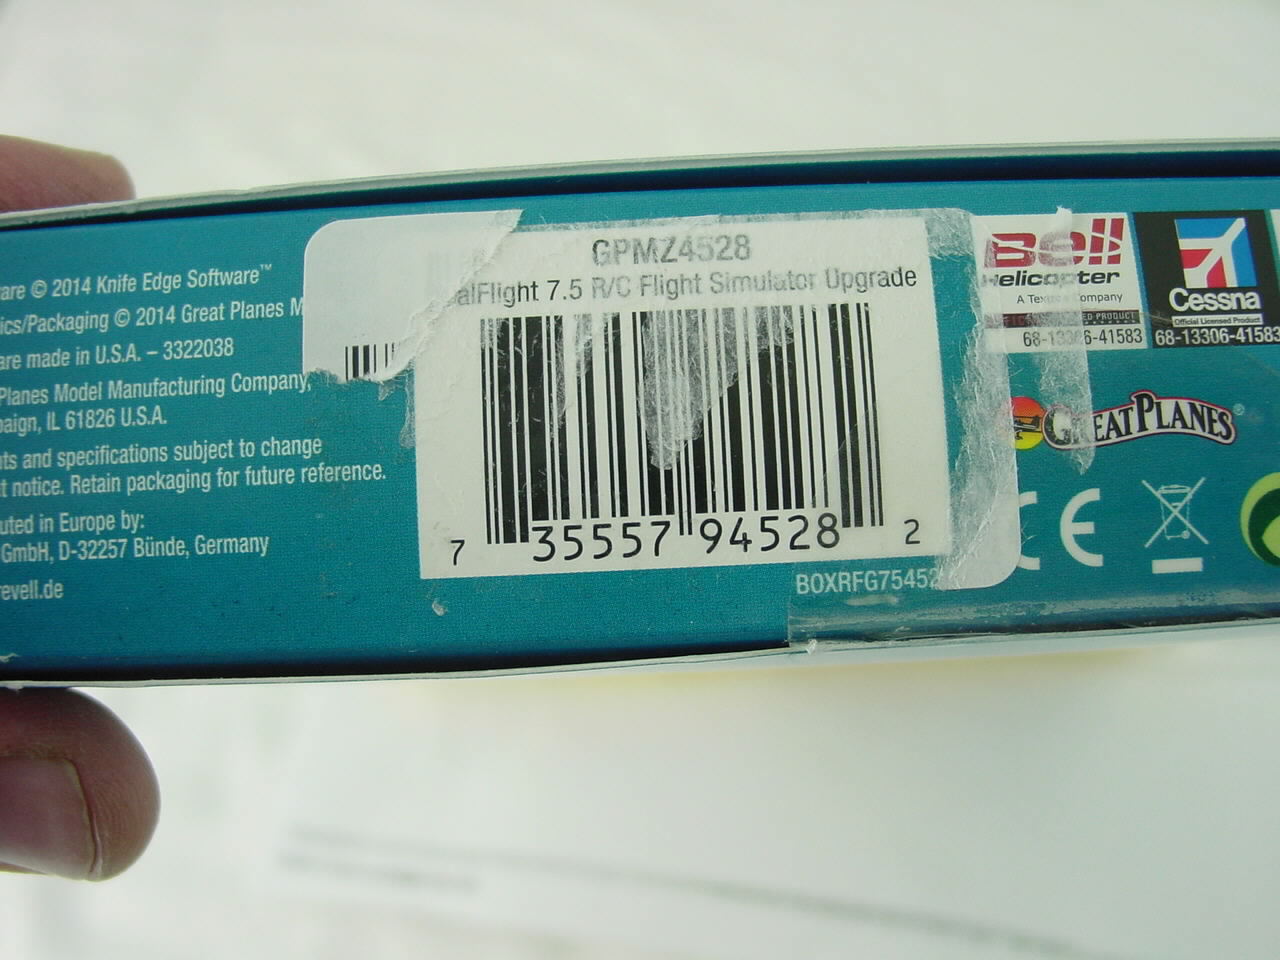 are © 2014 Knife Edge Software™
ics/Packaging © 2014 Great Planes M
are made in U.S.A. – 3322038
Planes Model Manufacturing Company,
paign, IL 61826 U.S.A.
ts and specifications subject to change
t notice. Retain packaging for future reference.
uted in Europe by:
GmbH, D-32257 Bünde, Germany
evell.de
GPMZ4528
alFlight 7.5 R/C Flight Simulator Upgrade
7 35557 94528 2
BOXRFG75452
Bell
Helicopter
A Textron Company
ED PRODUCT
68-13306-41583
Cessna
Official Licensed Product
68-13306-41583
GREAT PLANES®
CE